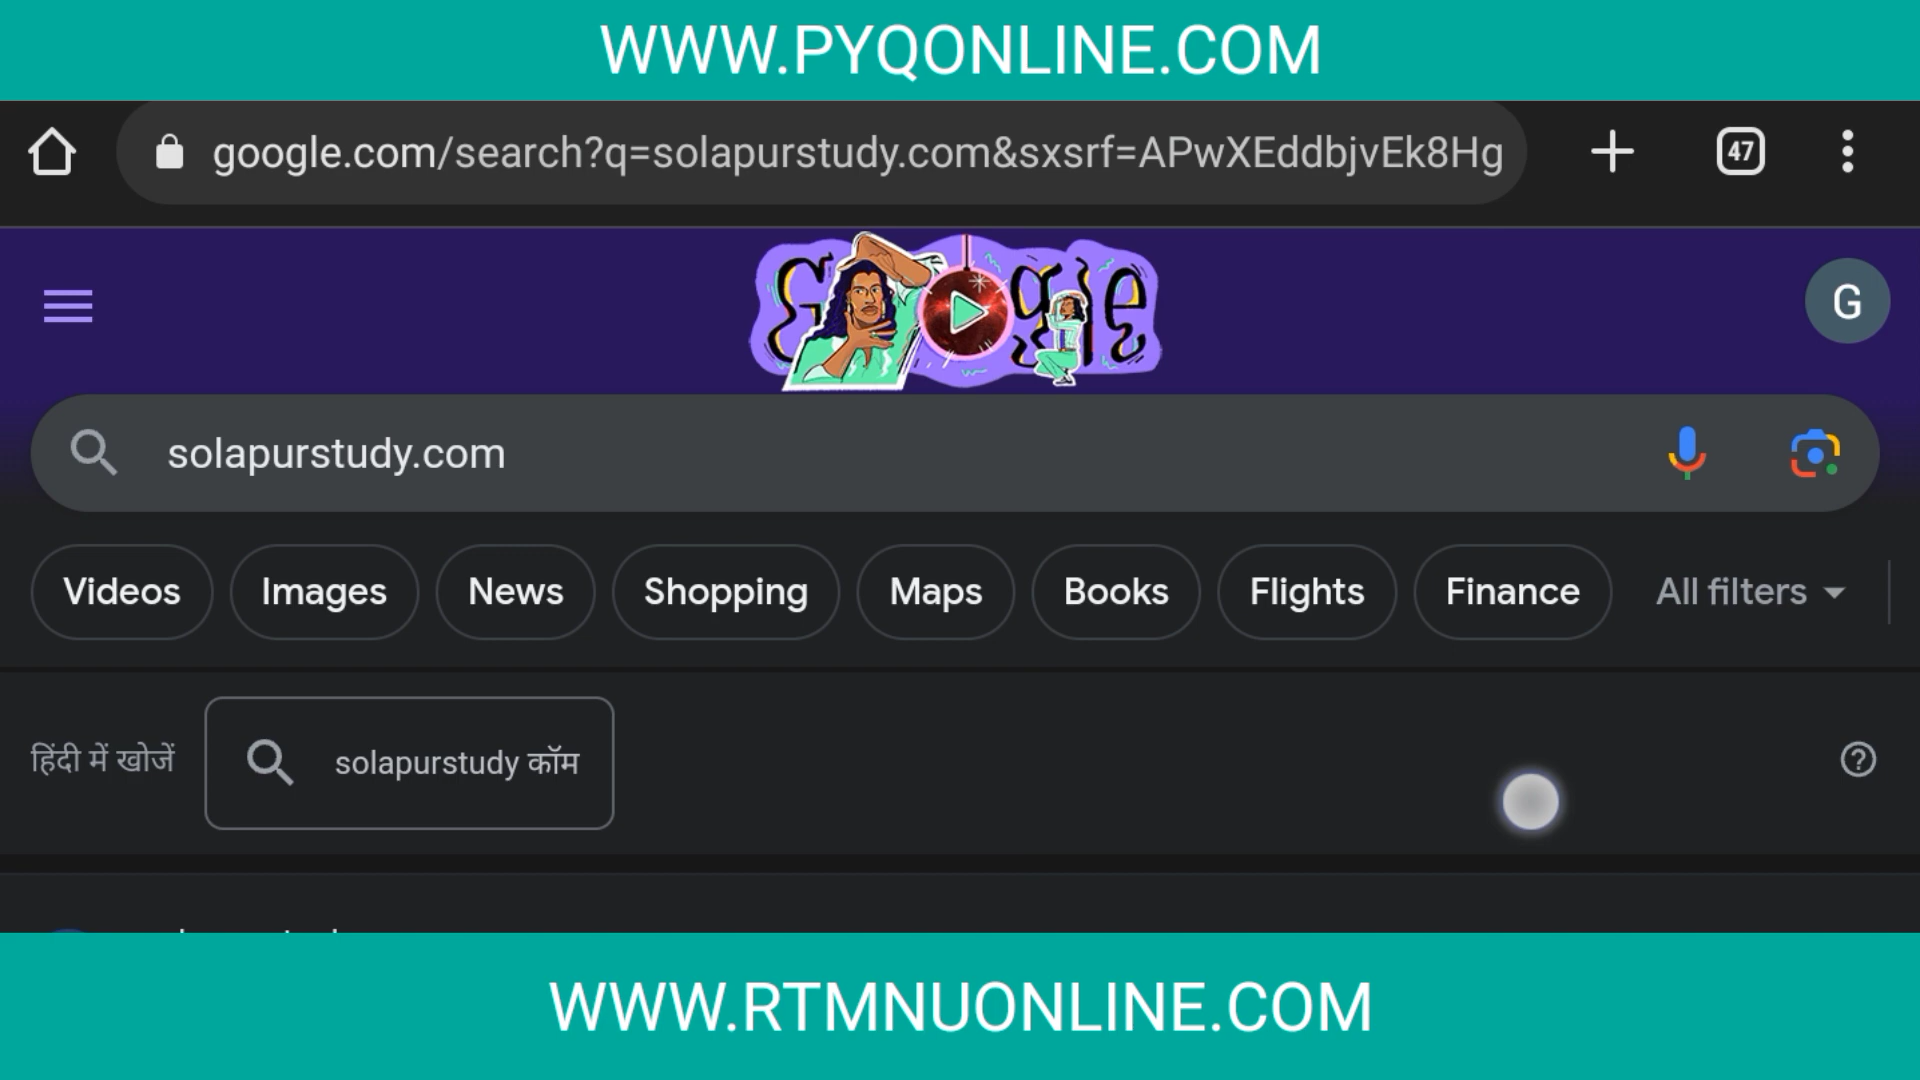 WWW.PYQONLINE.COM
google.com/search?q=solapurstudy.com&sxsrf=APwXEddbjvEk8Hg
47
Google
G
solapurstudy.com
Videos
Images
News
Shopping
Maps
Books
Flights
Finance
All filters
हिंदी में खोजें
solapurstudy कॉम
WWW.RTMNUONLINE.COM